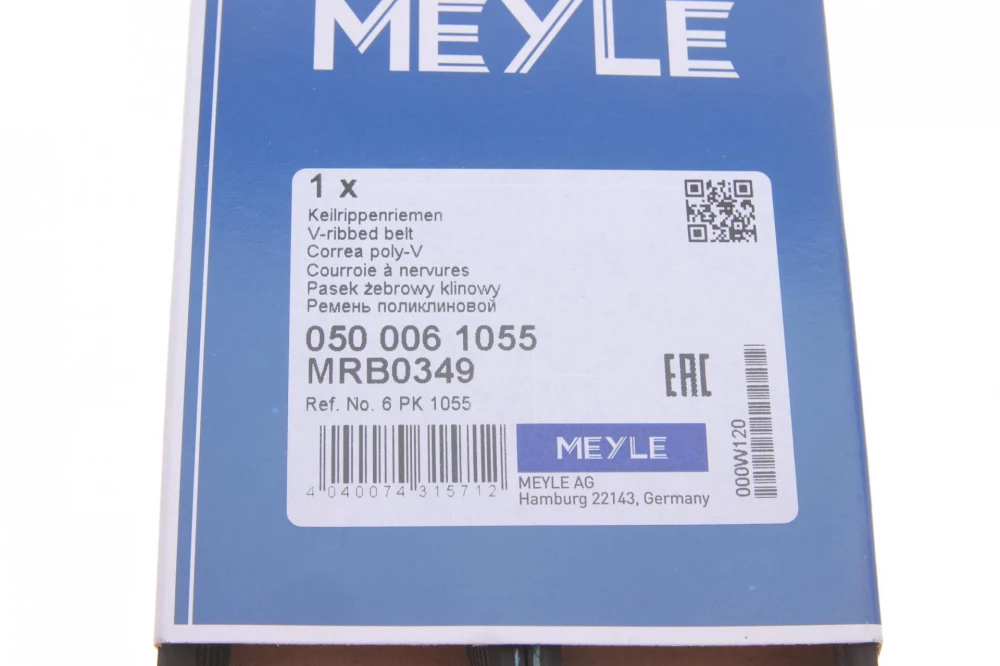 MEYLE
1 x
Keilrippenriemen
V-ribbed belt
Correa poly-V
Courroie à nervures
Pasek żebrowy klinowy
Ремень поликлиновой
050 006 1055
MRB0349
Ref. No. 6 PK 1055
EAC
4 040074 315712
MEYLE
MEYLE AG
Hamburg 22143, Germany
000W120